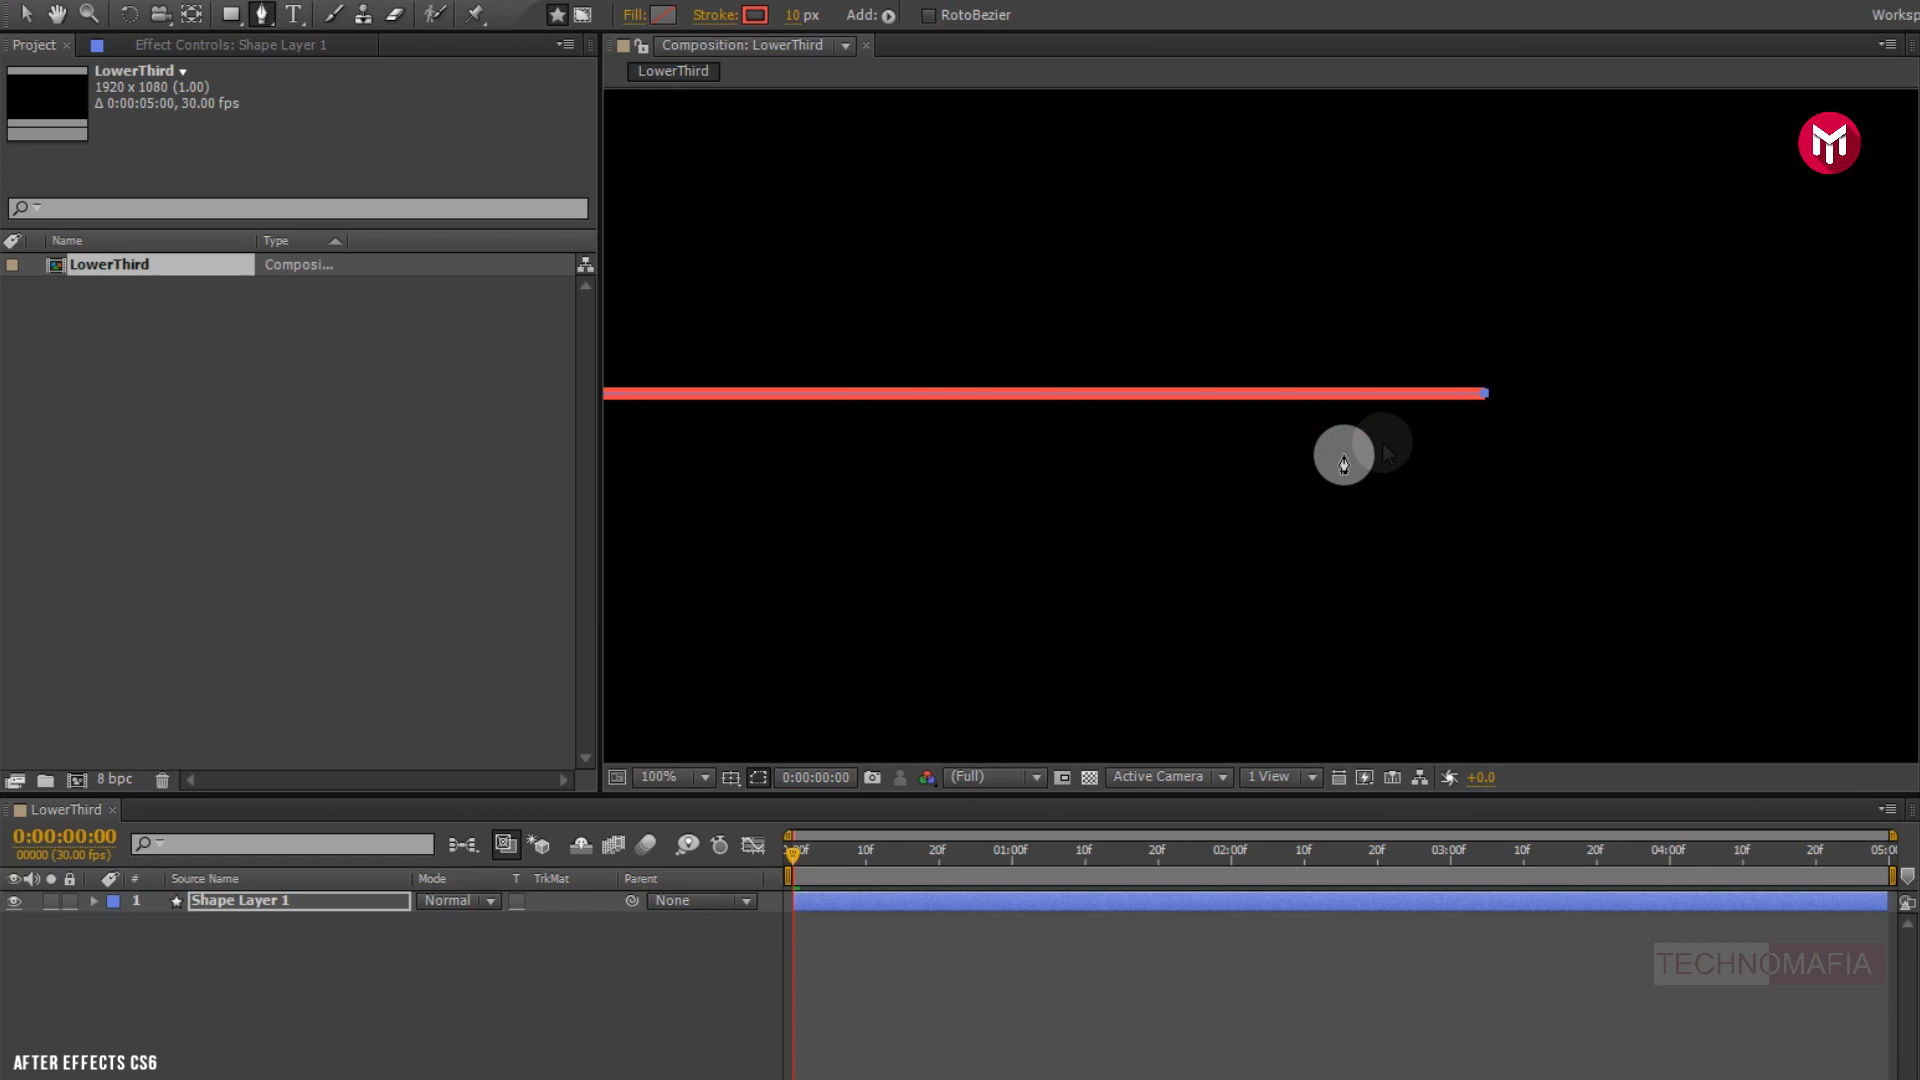 Fill: Stroke: 10 px Add: RotoBezier Worksp
Project × Effect Controls: Shape Layer 1
Composition: LowerThird ×
LowerThird
1920 x 1080 (1.00)
Δ 0:00:05:00, 30.00 fps
LowerThird
Name Type
LowerThird Composi...
8 bpc
100% 0:00:00:00 (Full) Active Camera 1 View +0.0
LowerThird ×
0:00:00:00
00000 (30.00 fps)
10f 20f 01:00f 10f 20f 02:00f 10f 20f 03:00f 10f 20f 04:00f 10f 20f 05:00
# Source Name Mode T TrkMat Parent
1 Shape Layer 1 Normal None
TECHNOMAFIA
AFTER EFFECTS CS6